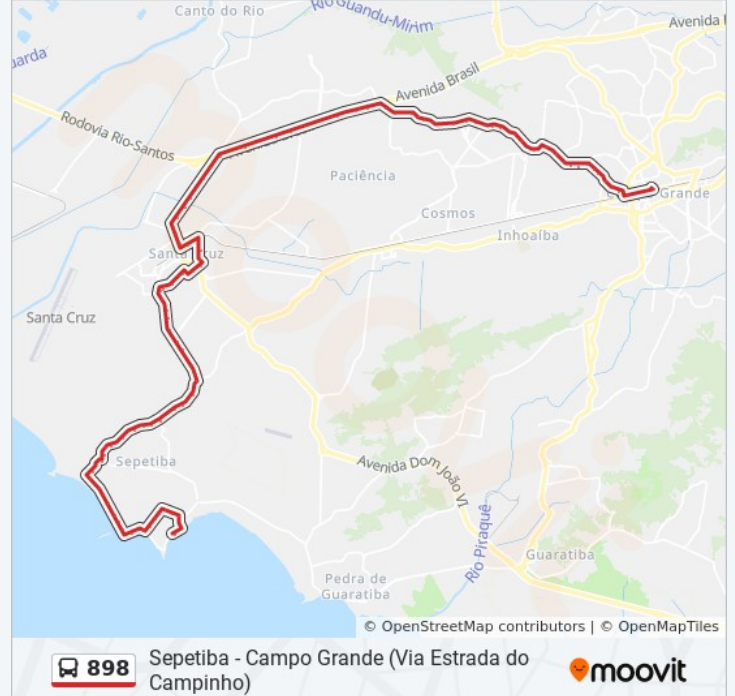 Canto do Rio
Rio Guandu-Mirim
Avenida
Avenida Brasil
Rodovia Rio-Santos
Paciência
Cosmos
Grande
Inhoaíba
Santa Cruz
Santa Cruz
Sepetiba
Avenida Dom João VI
Rio Piraquê
Guaratiba
Pedra de
Guaratiba
© OpenStreetMap contributors | © OpenMapTiles
898
Sepetiba - Campo Grande (Via Estrada do
Campinho)
moovit